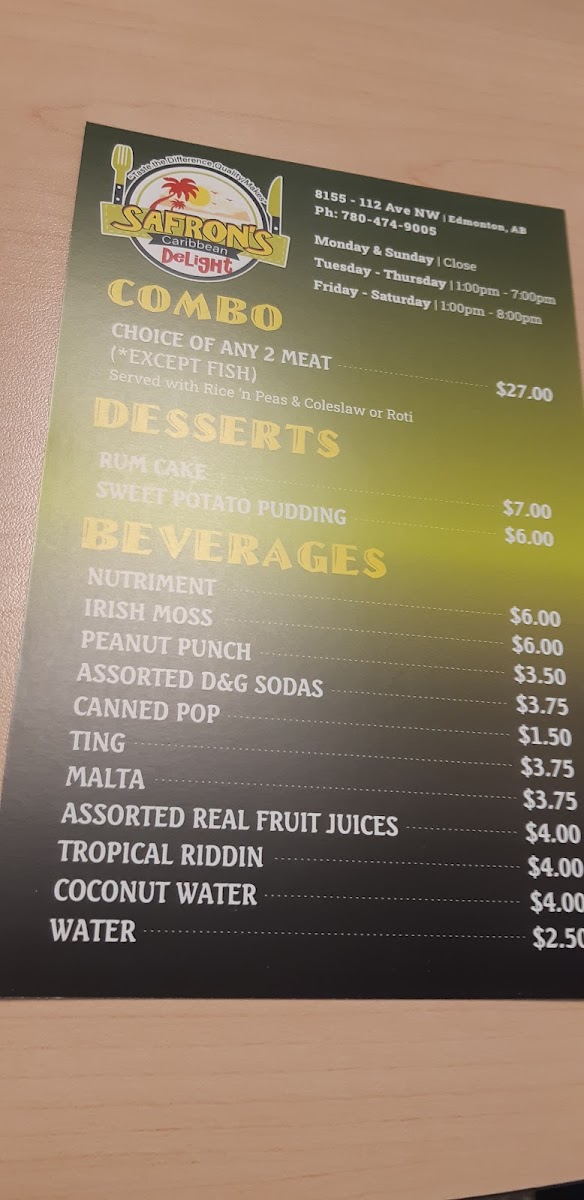 "Taste the Difference, Quality Makes"
SAFRON'S
Caribbean
DeLigHt
8155 - 112 Ave NW | Edmonton, AB
Ph: 780-474-9005
Monday & Sunday | Close
Tuesday - Thursday | 1:00pm - 7:00pm
Friday - Saturday | 1:00pm - 8:00pm
COMBO
CHOICE OF ANY 2 MEAT $27.00
(*EXCEPT FISH)
Served with Rice 'n Peas & Coleslaw or Roti
DESSERTS
RUM CAKE $7.00
SWEET POTATO PUDDING $6.00
BEVERAGES
NUTRIMENT $6.00
IRISH MOSS $6.00
PEANUT PUNCH $3.50
ASSORTED D&G SODAS $3.75
CANNED POP $1.50
TING $3.75
MALTA $3.75
ASSORTED REAL FRUIT JUICES $4.00
TROPICAL RIDDIN $4.00
COCONUT WATER $4.00
WATER $2.50